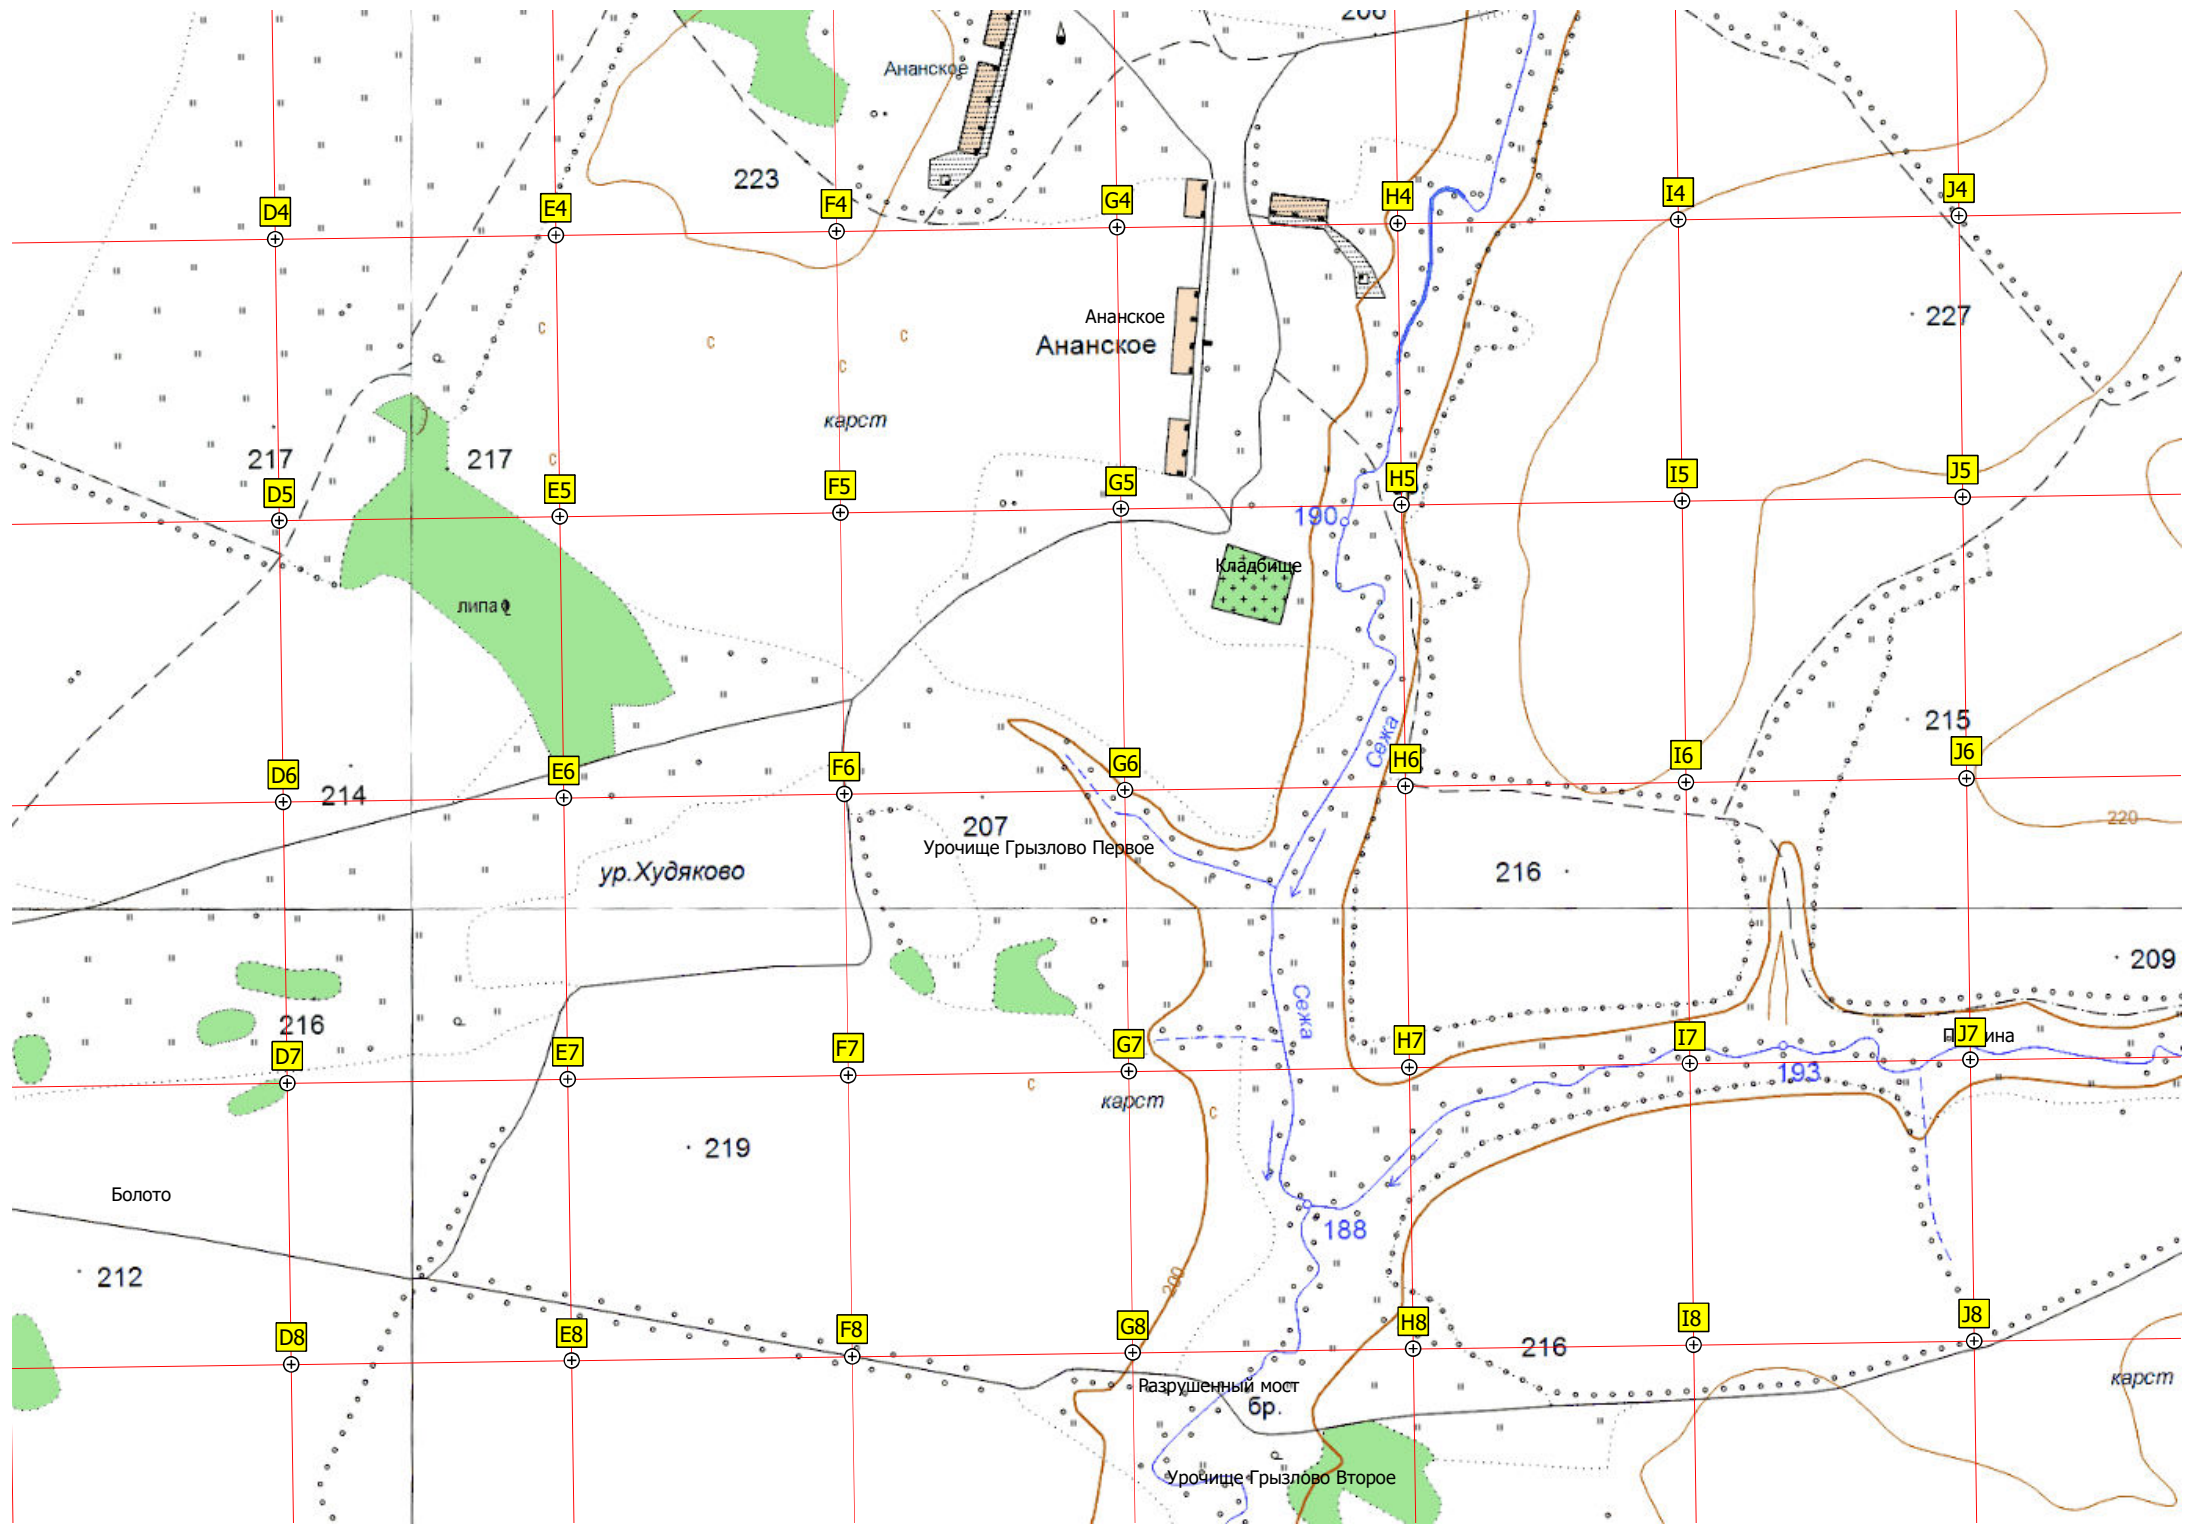 206
Ананское
223
D4
E4
F4
G4
H4
I4
J4
Ананское
Ананское
227
карст
с
с
с
с
с
217
217
D5
E5
F5
G5
H5
I5
J5
190
Кладбище
липа
215
Сежа
D6
E6
F6
G6
H6
I6
J6
214
207
220
Урочище Грызлово Первое
ур.Худяково
216
209
Сежа
216
D7
E7
F7
G7
H7
I7
J7
193
с
карст
с
219
Болото
188
212
200
D8
E8
F8
G8
H8
I8
J8
216
карст
Разрушенный мост
бр.
Урочище Грызлово Второе